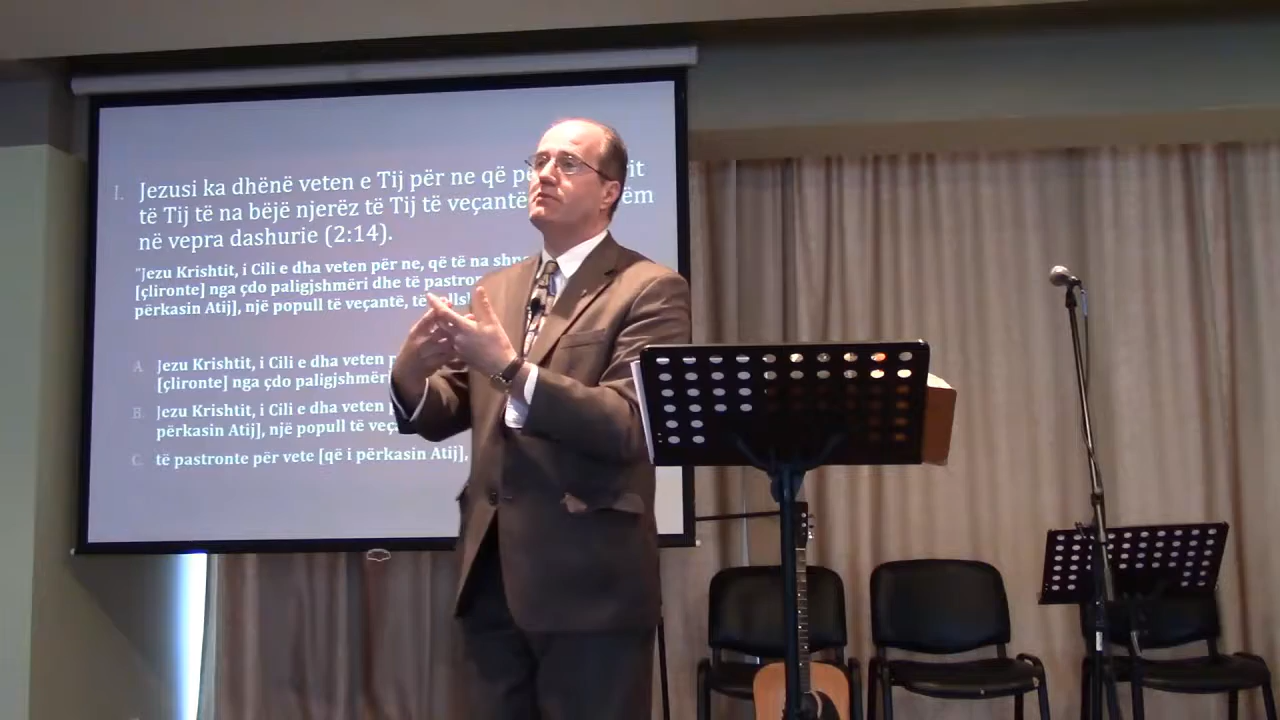 I. Jezusi ka dhënë veten e Tij për ne që
të Tij të na bëjë njerëz të Tij të veçantë
në vepra dashurie (2:14).
"Jezu Krishtit, i Cili e dha veten për ne, që të na
[çlironte] nga çdo paligjshmëri dhe të
përkasin Atij], një popull të veçantë,
A. Jezu Krishtit, i Cili e dha veten
[çlironte] nga çdo paligjshmëri
B. Jezu Krishtit, i Cili e dha veten
përkasin Atij], një popull të
C. të pastronte për vete [që i përkasin Atij],